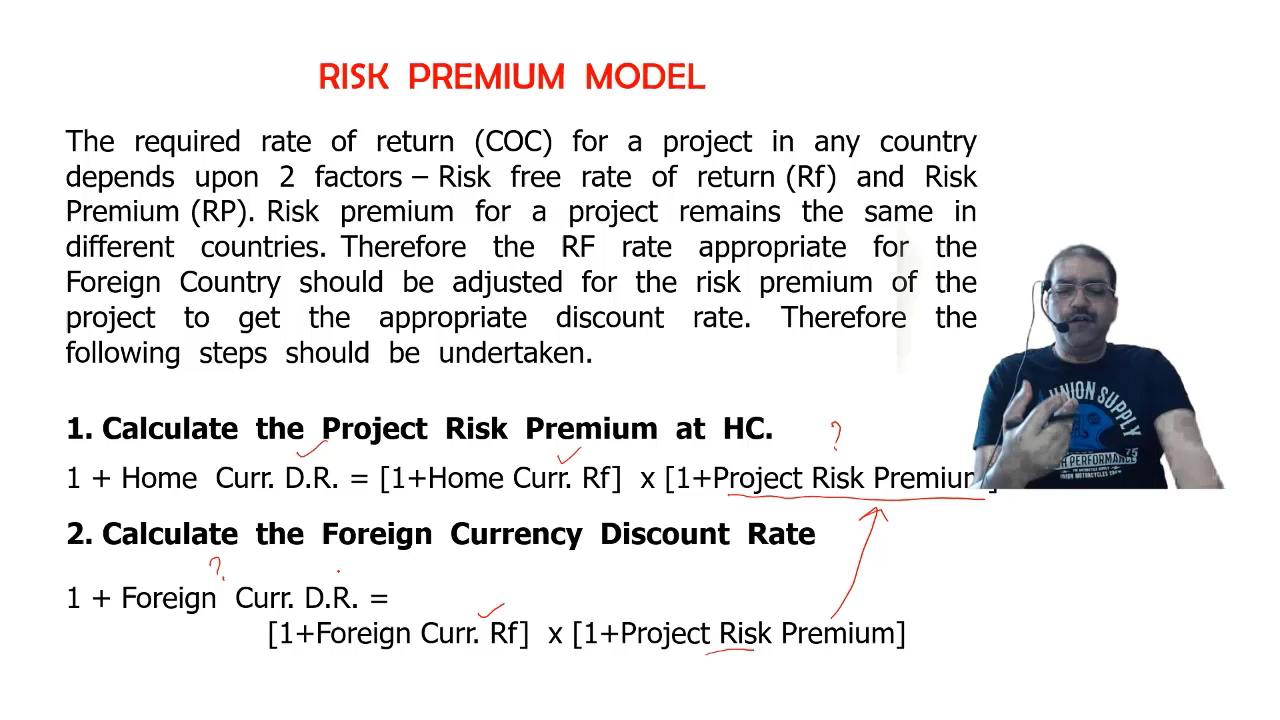 RISK PREMIUM MODEL
The required rate of return (COC) for a project in any country
depends upon 2 factors – Risk free rate of return (Rf) and Risk
Premium (RP). Risk premium for a project remains the same in
different countries. Therefore the RF rate appropriate for the
Foreign Country should be adjusted for the risk premium of the
project to get the appropriate discount rate. Therefore the
following steps should be undertaken.
1. Calculate the Project Risk Premium at HC.
?
1 + Home Curr. D.R. = [1+Home Curr. Rf] x [1+Project Risk Premium]
2. Calculate the Foreign Currency Discount Rate
?
1 + Foreign Curr. D.R. =
[1+Foreign Curr. Rf] x [1+Project Risk Premium].
UNION SUPPLY
75
PERFORMANCE